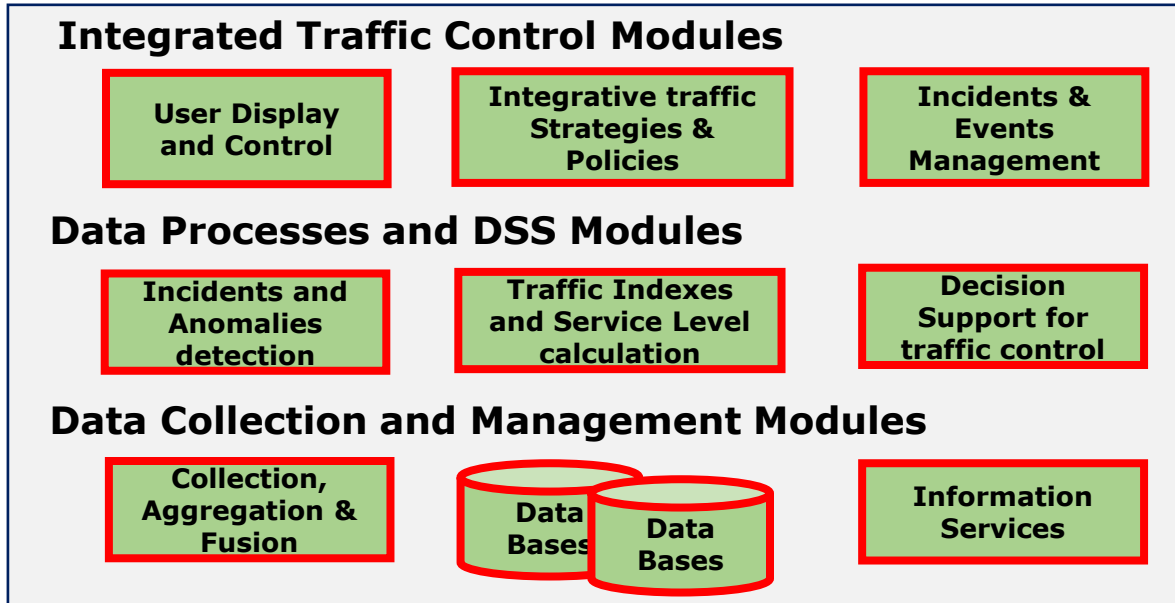 Integrated Traffic Control Modules
User Display
and Control
Integrative traffic
Strategies &
Policies
Incidents &
Events
Management
Data Processes and DSS Modules
Incidents and
Anomalies
detection
Traffic Indexes
and Service Level
calculation
Decision
Support for
traffic control
Data Collection and Management Modules
Collection,
Aggregation &
Fusion
Data
Bases
Data
Bases
Information
Services